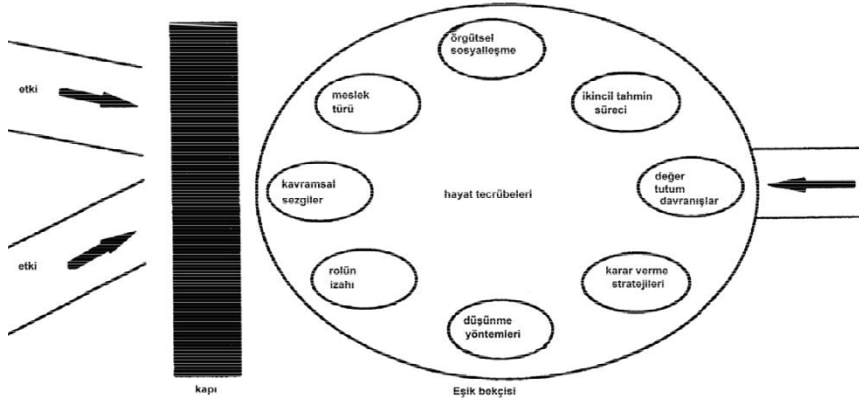 örgütsel
sosyalleşme
etki
meslek
türü
ikincil tahmin
süreci
kavramsal
sezgiler
hayat tecrübeleri
değer
tutum
davranışlar
etki
rolün
izahı
karar verme
stratejileri
düşünme
yöntemleri
kapı
Eşik bekçisi